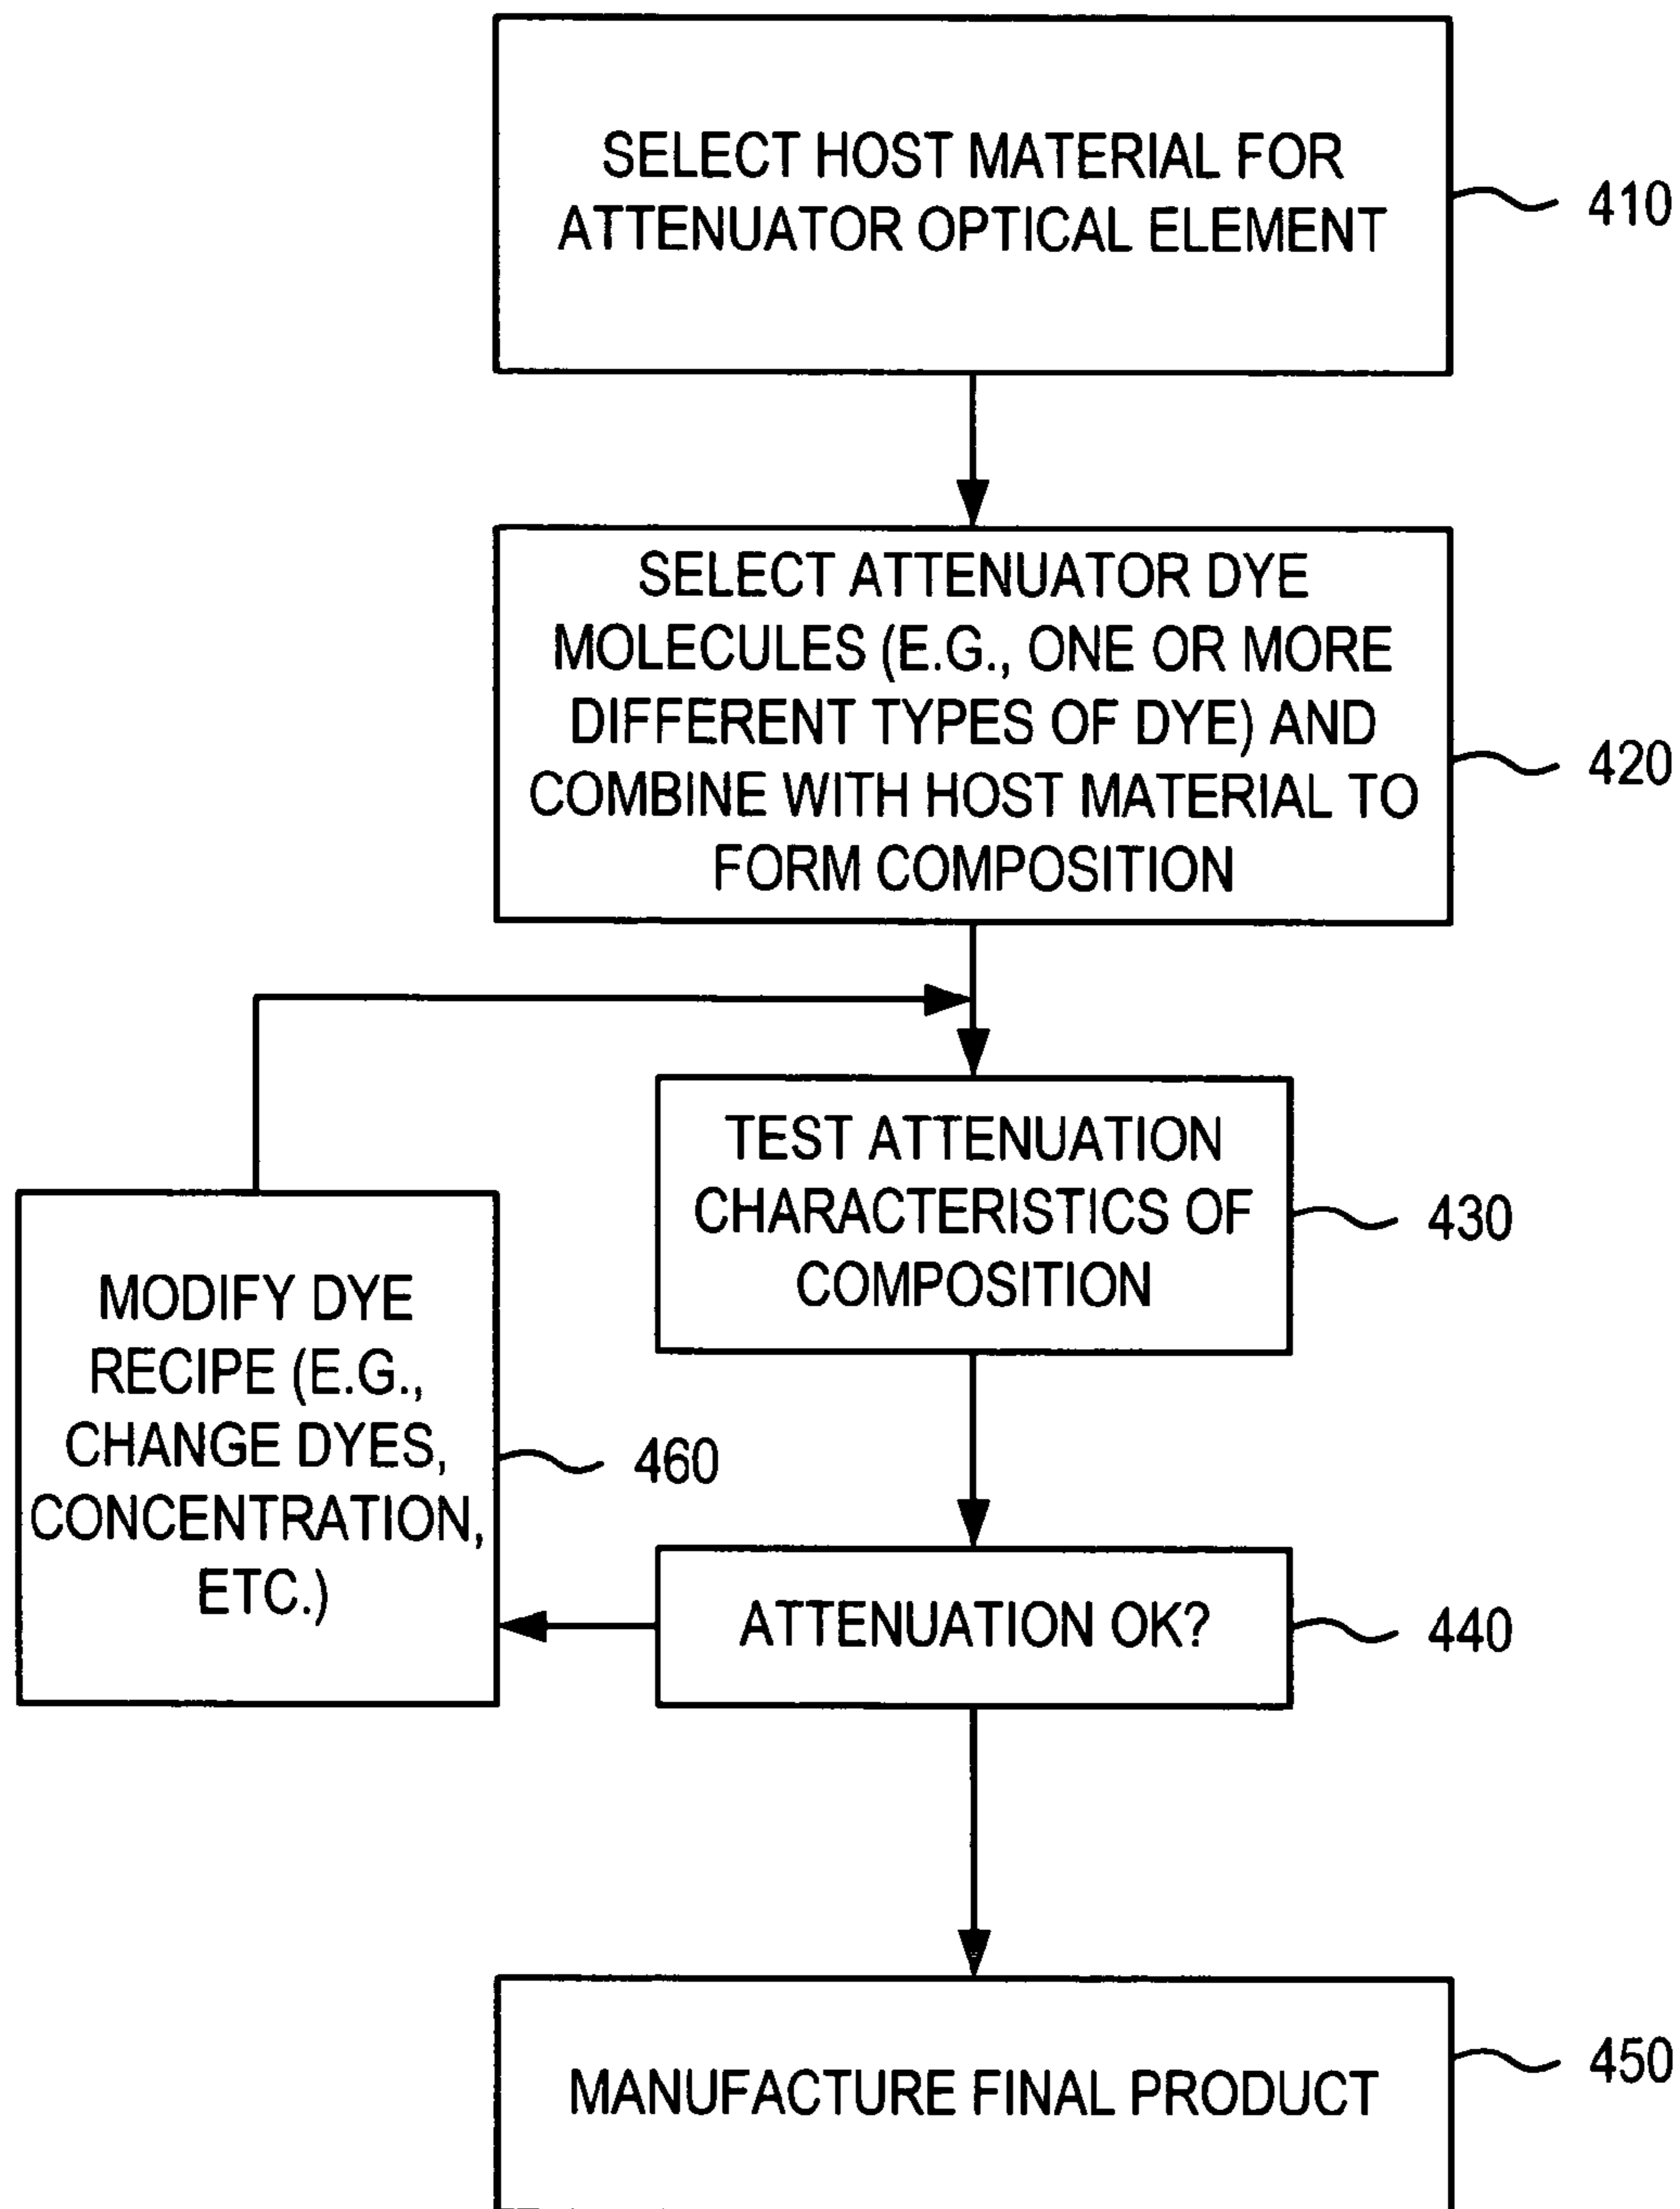 SELECT HOST MATERIAL FOR
ATTENUATOR OPTICAL ELEMENT
410
SELECT ATTENUATOR DYE
MOLECULES (E.G., ONE OR MORE
DIFFERENT TYPES OF DYE) AND
COMBINE WITH HOST MATERIAL TO
FORM COMPOSITION
420
TEST ATTENUATION
CHARACTERISTICS OF
COMPOSITION
430
MODIFY DYE
RECIPE (E.G.,
CHANGE DYES,
CONCENTRATION,
ETC.)
460
ATTENUATION OK?
440
MANUFACTURE FINAL PRODUCT
450